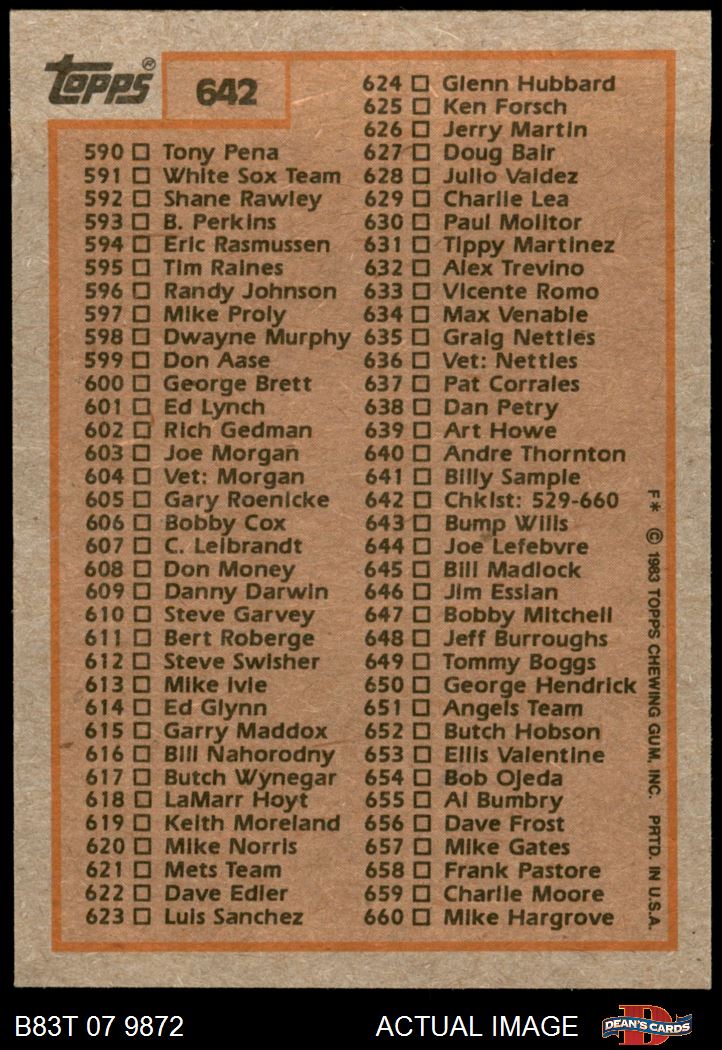 TOPPS®
642
590 □ Tony Pena
591 □ White Sox Team
592 □ Shane Rawley
593 □ B. Perkins
594 □ Eric Rasmussen
595 □ Tim Raines
596 □ Randy Johnson
597 □ Mike Proly
598 □ Dwayne Murphy
599 □ Don Aase
600 □ George Brett
601 □ Ed Lynch
602 □ Rich Gedman
603 □ Joe Morgan
604 □ Vet: Morgan
605 □ Gary Roenicke
606 □ Bobby Cox
607 □ C. Leibrandt
608 □ Don Money
609 □ Danny Darwin
610 □ Steve Garvey
611 □ Bert Roberge
612 □ Steve Swisher
613 □ Mike Ivie
614 □ Ed Glynn
615 □ Garry Maddox
616 □ Bill Nahorodny
617 □ Butch Wynegar
618 □ LaMarr Hoyt
619 □ Keith Moreland
620 □ Mike Norris
621 □ Mets Team
622 □ Dave Edler
623 □ Luis Sanchez
624 □ Glenn Hubbard
625 □ Ken Forsch
626 □ Jerry Martin
627 □ Doug Bair
628 □ Julio Valdez
629 □ Charlie Lea
630 □ Paul Molitor
631 □ Tippy Martinez
632 □ Alex Trevino
633 □ Vicente Romo
634 □ Max Venable
635 □ Graig Nettles
636 □ Vet: Nettles
637 □ Pat Corrales
638 □ Dan Petry
639 □ Art Howe
640 □ Andre Thornton
641 □ Billy Sample
642 □ Chklst: 529-660
643 □ Bump Wills
644 □ Joe Lefebvre
645 □ Bill Madlock
646 □ Jim Essian
647 □ Bobby Mitchell
648 □ Jeff Burroughs
649 □ Tommy Boggs
650 □ George Hendrick
651 □ Angels Team
652 □ Butch Hobson
653 □ Ellis Valentine
654 □ Bob Ojeda
655 □ Al Bumbry
656 □ Dave Frost
657 □ Mike Gates
658 □ Frank Pastore
659 □ Charlie Moore
660 □ Mike Hargrove
F* © 1983 TOPPS CHEWING GUM, INC. PRTD. IN U.S.A.
B83T 07 9872
ACTUAL IMAGE
D
DEAN'S CARDS